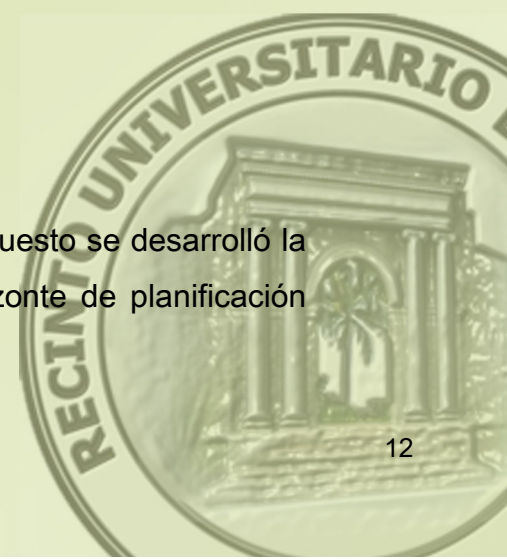 RECINTO UNIVERSITARIO
uesto se desarrolló la
zonte de planificación
12